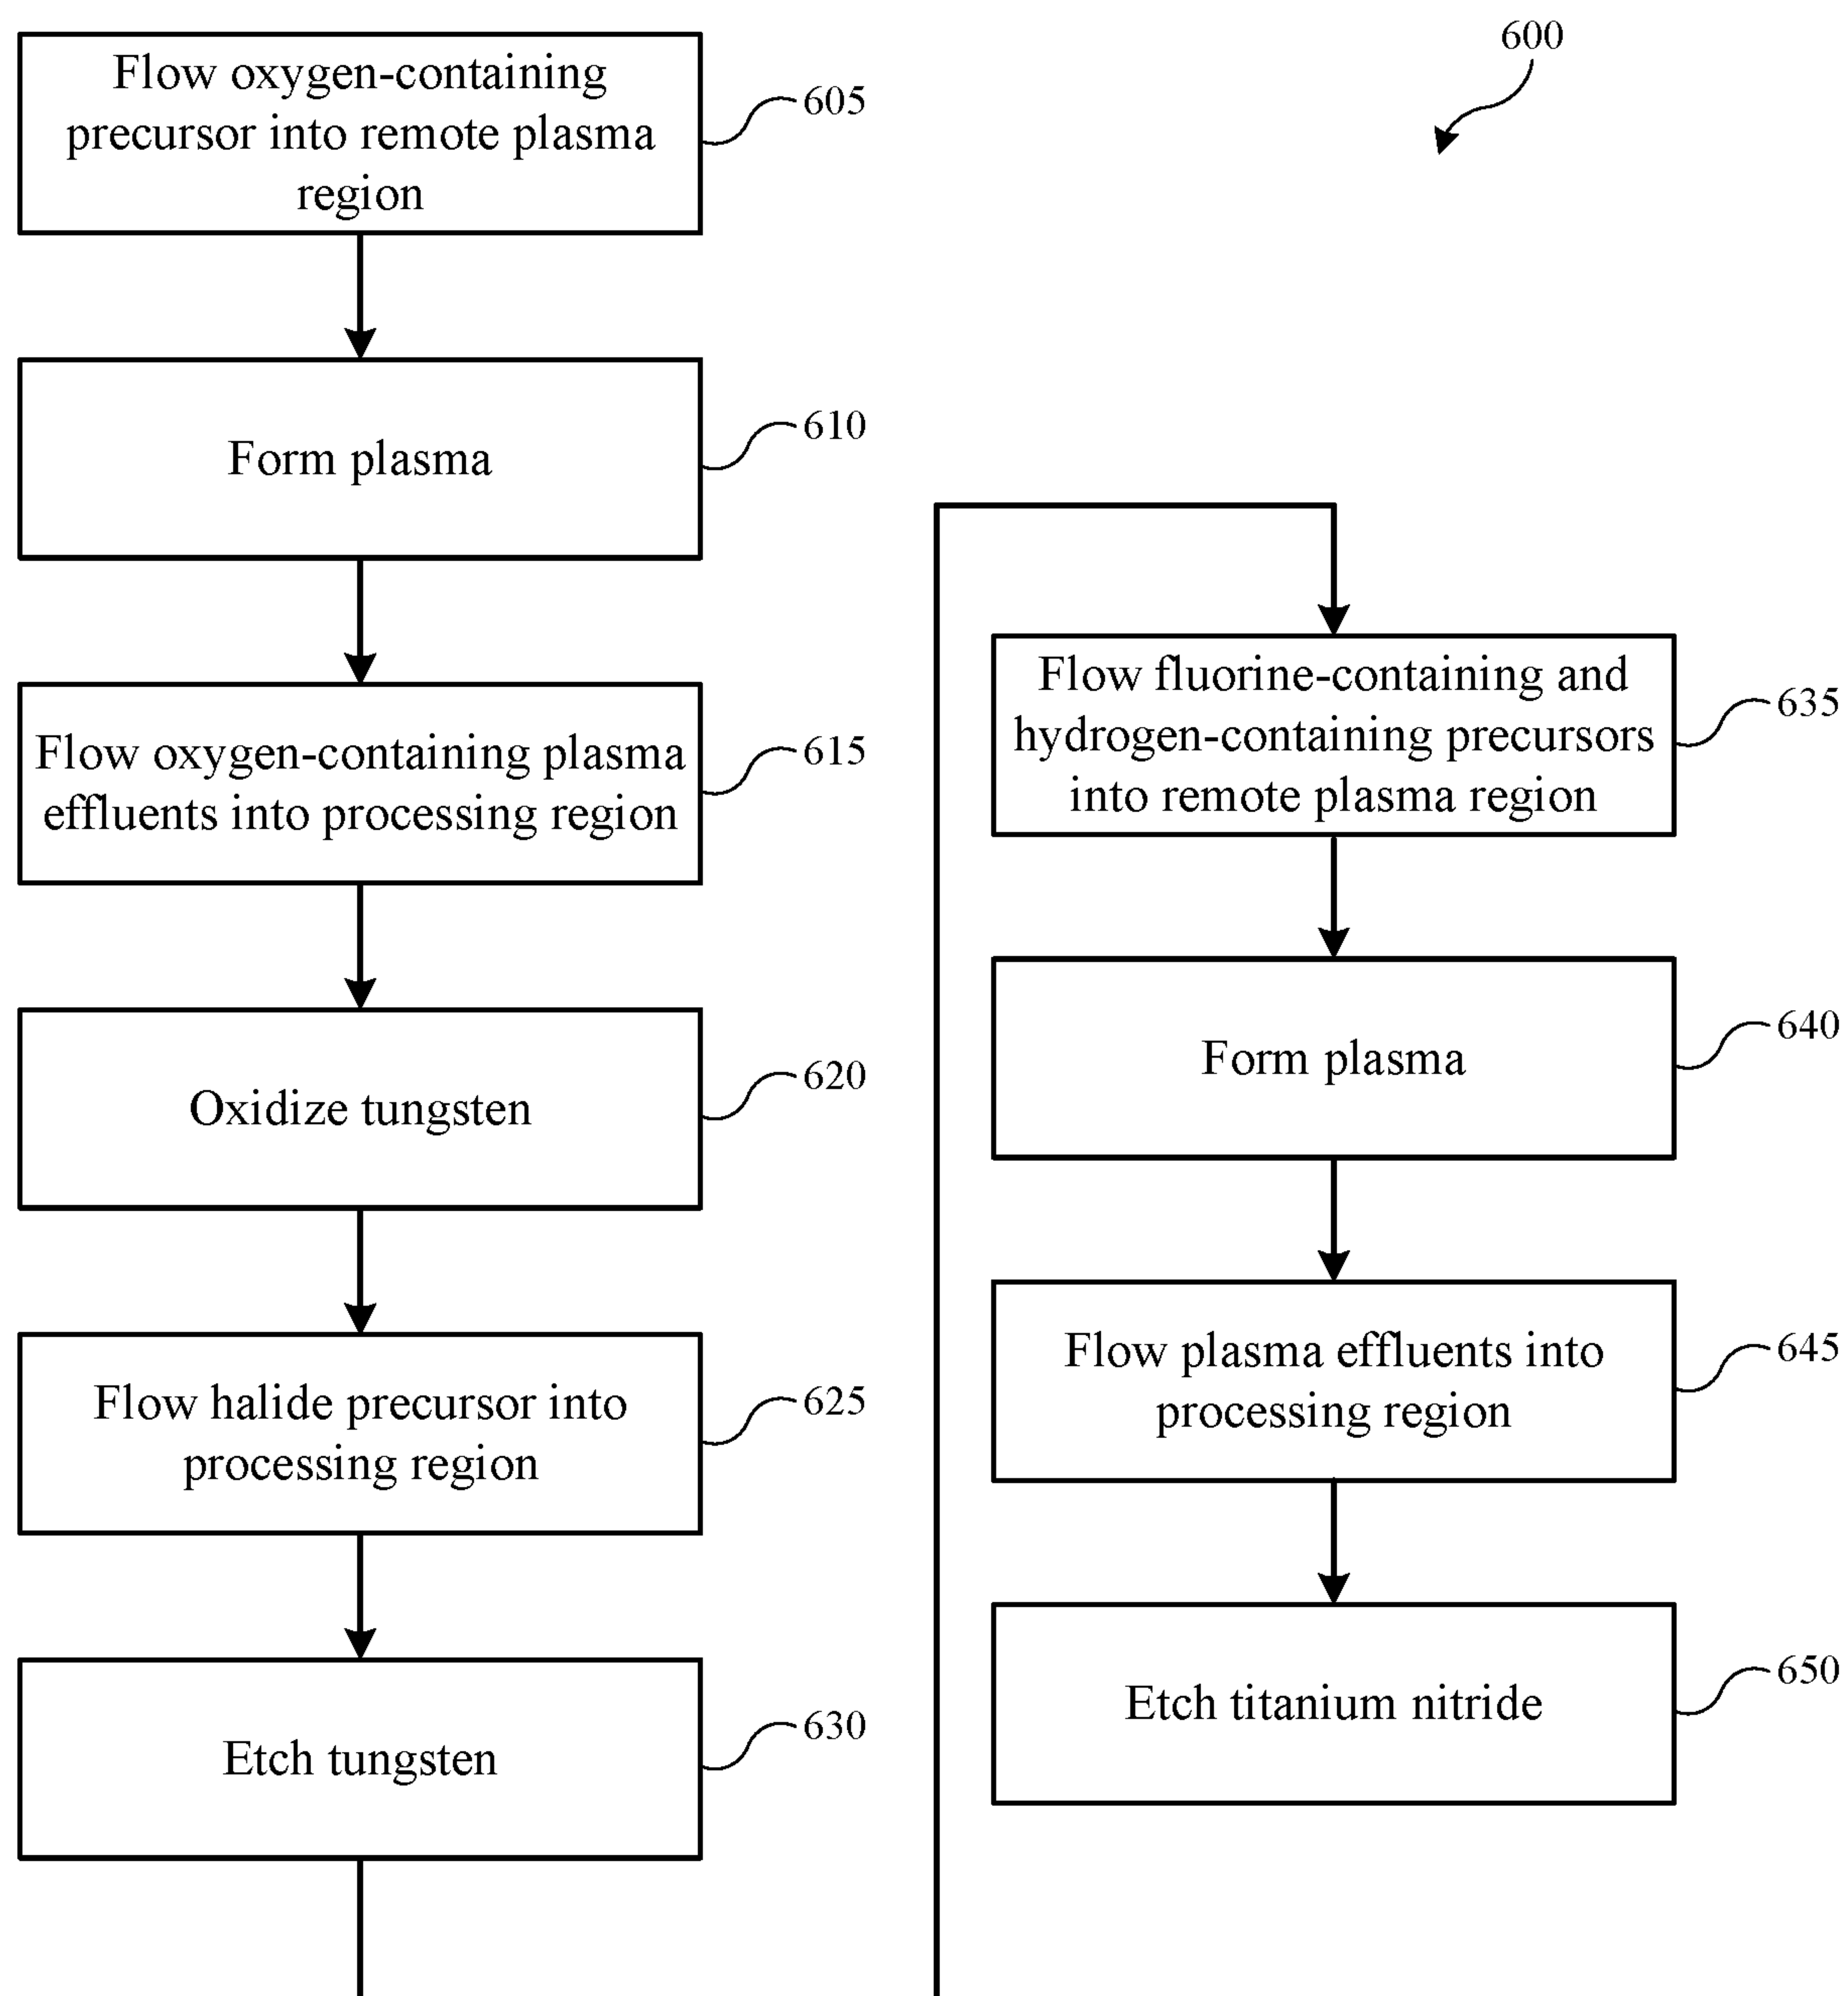 600
Flow oxygen-containing
precursor into remote plasma
region
605
Form plasma
610
Flow oxygen-containing plasma
effluents into processing region
615
Oxidize tungsten
620
Flow halide precursor into
processing region
625
Etch tungsten
630
Flow fluorine-containing and
hydrogen-containing precursors
into remote plasma region
635
Form plasma
640
Flow plasma effluents into
processing region
645
Etch titanium nitride
650